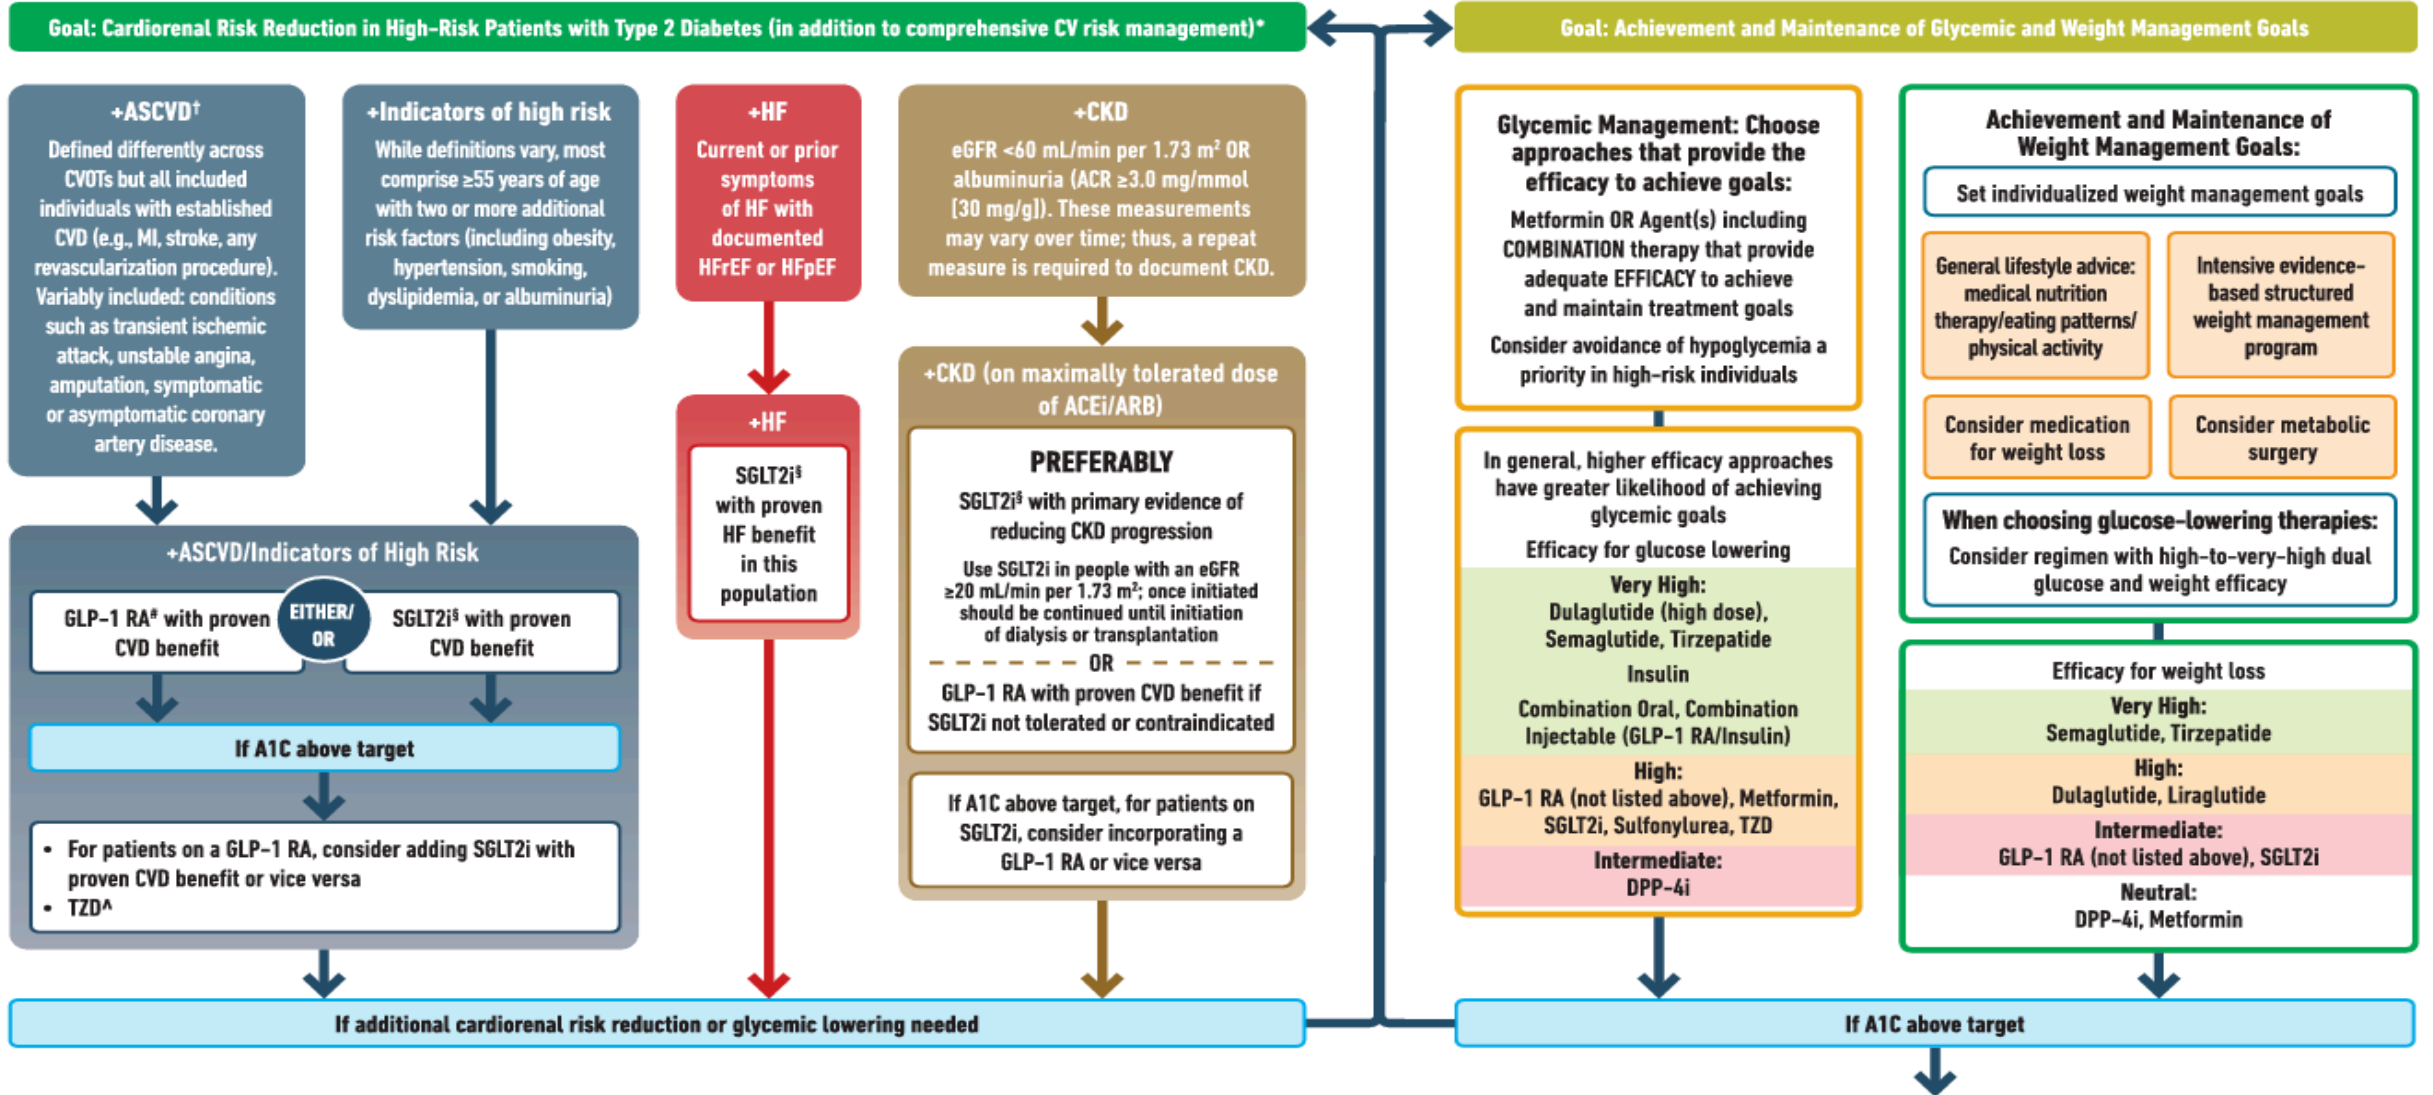 Goal: Cardiorenal Risk Reduction in High-Risk Patients with Type 2 Diabetes (in addition to comprehensive CV risk management)*
Goal: Achievement and Maintenance of Glycemic and Weight Management Goals
+ASCVD†
Defined differently across
CVOTs but all included
individuals with established
CVD (e.g., MI, stroke, any
revascularization procedure).
Variably included: conditions
such as transient ischemic
attack, unstable angina,
amputation, symptomatic
or asymptomatic coronary
artery disease.
+Indicators of high risk
While definitions vary, most
comprise ≥55 years of age
with two or more additional
risk factors (including obesity,
hypertension, smoking,
dyslipidemia, or albuminuria)
+ASCVD/Indicators of High Risk
GLP-1 RA# with proven
CVD benefit
EITHER/
OR
SGLT2i§ with proven
CVD benefit
If A1C above target
• For patients on a GLP-1 RA, consider adding SGLT2i with
proven CVD benefit or vice versa
• TZD^
+HF
Current or prior
symptoms
of HF with
documented
HFrEF or HFpEF
+HF
SGLT2i§
with proven
HF benefit
in this
population
+CKD
eGFR <60 mL/min per 1.73 m² OR
albuminuria (ACR ≥3.0 mg/mmol
[30 mg/g]). These measurements
may vary over time; thus, a repeat
measure is required to document CKD.
+CKD (on maximally tolerated dose
of ACEi/ARB)
PREFERABLY
SGLT2i§ with primary evidence of
reducing CKD progression
Use SGLT2i in people with an eGFR
≥20 mL/min per 1.73 m²; once initiated
should be continued until initiation
of dialysis or transplantation
OR
GLP-1 RA with proven CVD benefit if
SGLT2i not tolerated or contraindicated
If A1C above target, for patients on
SGLT2i, consider incorporating a
GLP-1 RA or vice versa
If additional cardiorenal risk reduction or glycemic lowering needed
Glycemic Management: Choose
approaches that provide the
efficacy to achieve goals:
Metformin OR Agent(s) including
COMBINATION therapy that provide
adequate EFFICACY to achieve
and maintain treatment goals
Consider avoidance of hypoglycemia a
priority in high-risk individuals
In general, higher efficacy approaches
have greater likelihood of achieving
glycemic goals
Efficacy for glucose lowering
Very High:
Dulaglutide (high dose),
Semaglutide, Tirzepatide
Insulin
Combination Oral, Combination
Injectable (GLP-1 RA/Insulin)
High:
GLP-1 RA (not listed above), Metformin,
SGLT2i, Sulfonylurea, TZD
Intermediate:
DPP-4i
Achievement and Maintenance of
Weight Management Goals:
Set individualized weight management goals
General lifestyle advice:
medical nutrition
therapy/eating patterns/
physical activity
Intensive evidence-
based structured
weight management
program
Consider medication
for weight loss
Consider metabolic
surgery
When choosing glucose-lowering therapies:
Consider regimen with high-to-very-high dual
glucose and weight efficacy
Efficacy for weight loss
Very High:
Semaglutide, Tirzepatide
High:
Dulaglutide, Liraglutide
Intermediate:
GLP-1 RA (not listed above), SGLT2i
Neutral:
DPP-4i, Metformin
If A1C above target